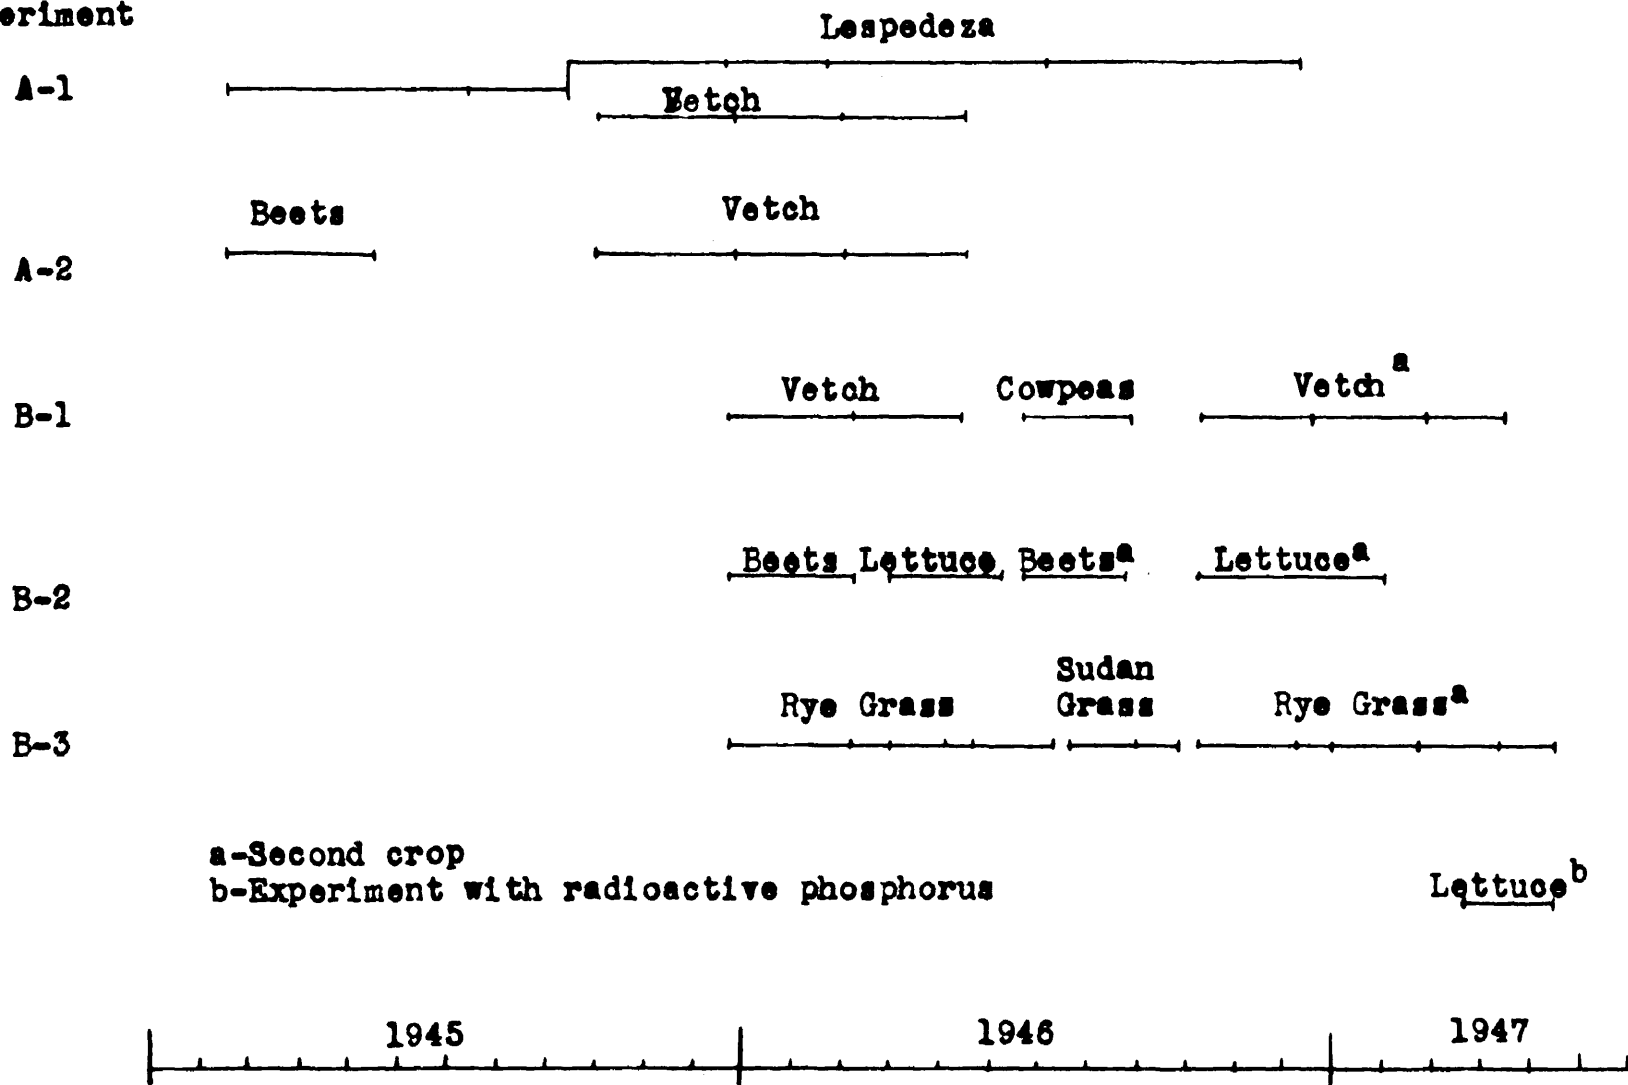 eriment
Lespedeza
A-1
Vetch
Beets Vetch
A-2
Vetch Cowpeas Vetch a
B-1
Beets Lettuce Beets a Lettuce a
B-2
Sudan
Rye Grass Grass Rye Grass a
B-3
a-Second crop
b-Experiment with radioactive phosphorus Lettuce b
1945 1946 1947